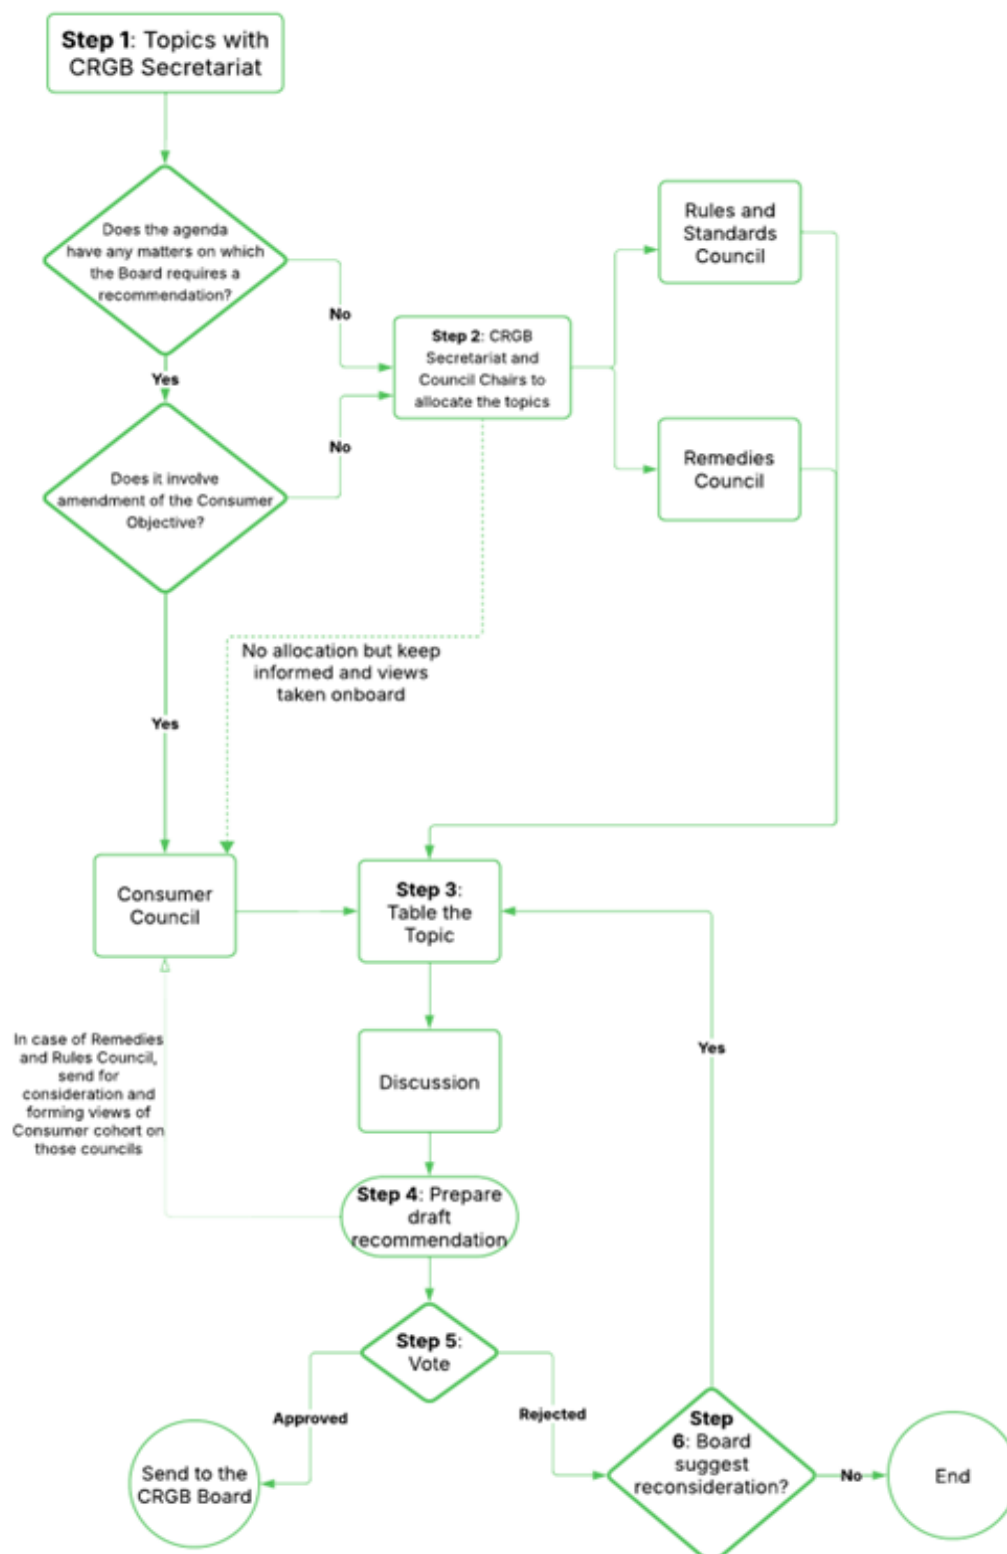 Step 1: Topics with
CRGB Secretariat
Does the agenda
have any matters on which
the Board requires a
recommendation?
No
Yes
Step 2: CRGB
Secretariat and
Council Chairs to
allocate the topics
Rules and
Standards
Council
Remedies
Council
Does it involve
amendment of the Consumer
Objective?
No
No allocation but keep
informed and views
taken onboard
Yes
Consumer
Council
Step 3:
Table the
Topic
In case of Remedies
and Rules Council,
send for
consideration and
forming views of
Consumer cohort on
those councils
Discussion
Yes
Step 4: Prepare
draft
recommendation
Step 5:
Vote
Approved
Rejected
Send to the
CRGB Board
Step
6: Board
suggest
reconsideration?
No
End